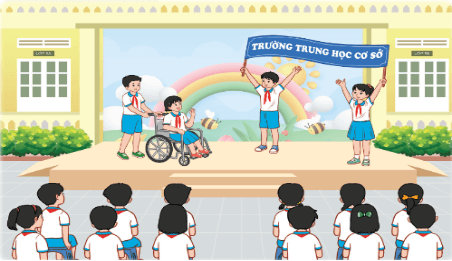 TRƯỜNG TRUNG HỌC CƠ SỞ